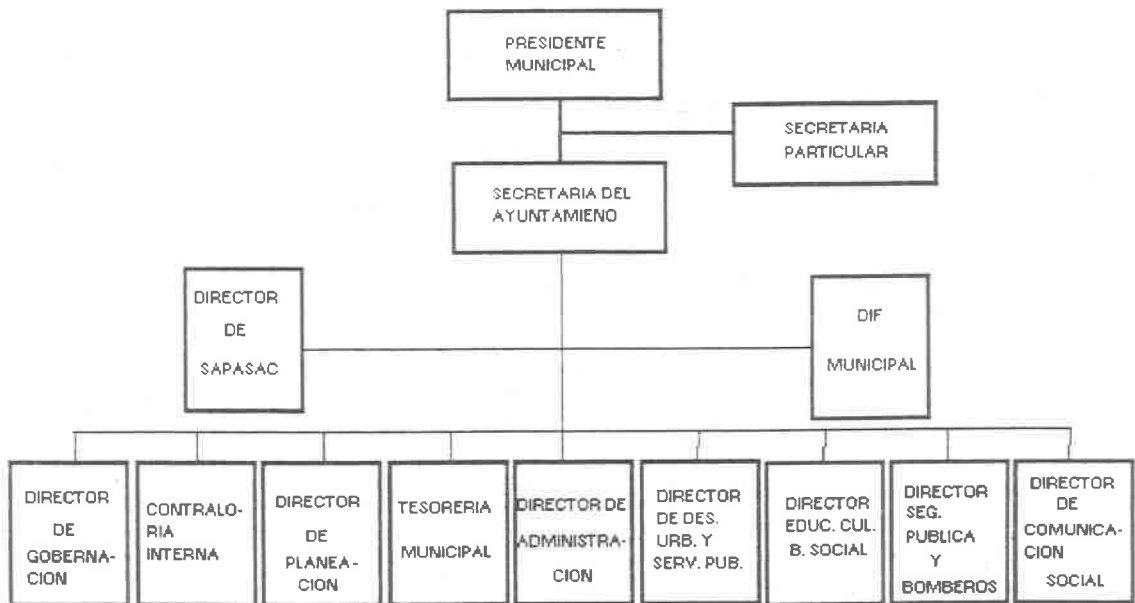 PRESIDENTE
MUNICIPAL
SECRETARIA
PARTICULAR
SECRETARIA DEL
AYUNTAMIENO
DIRECTOR
DE
SAPASAC
DIF
MUNICIPAL
DIRECTOR
DE
GOBERNA-
CION
CONTRALO-
RIA
INTERNA
DIRECTOR
DE
PLANEA-
CION
TESORERIA
MUNICIPAL
DIRECTOR DE
ADMINISTRA-
CION
DIRECTOR
DE DES.
URB. Y
SERV. PUB.
DIRECTOR
EDUC. CUL.
B. SOCIAL
DIRECTOR
SEG.
PUBLICA
Y
BOMBEROS
DIRECTOR
DE
COMUNICA-
CION
SOCIAL